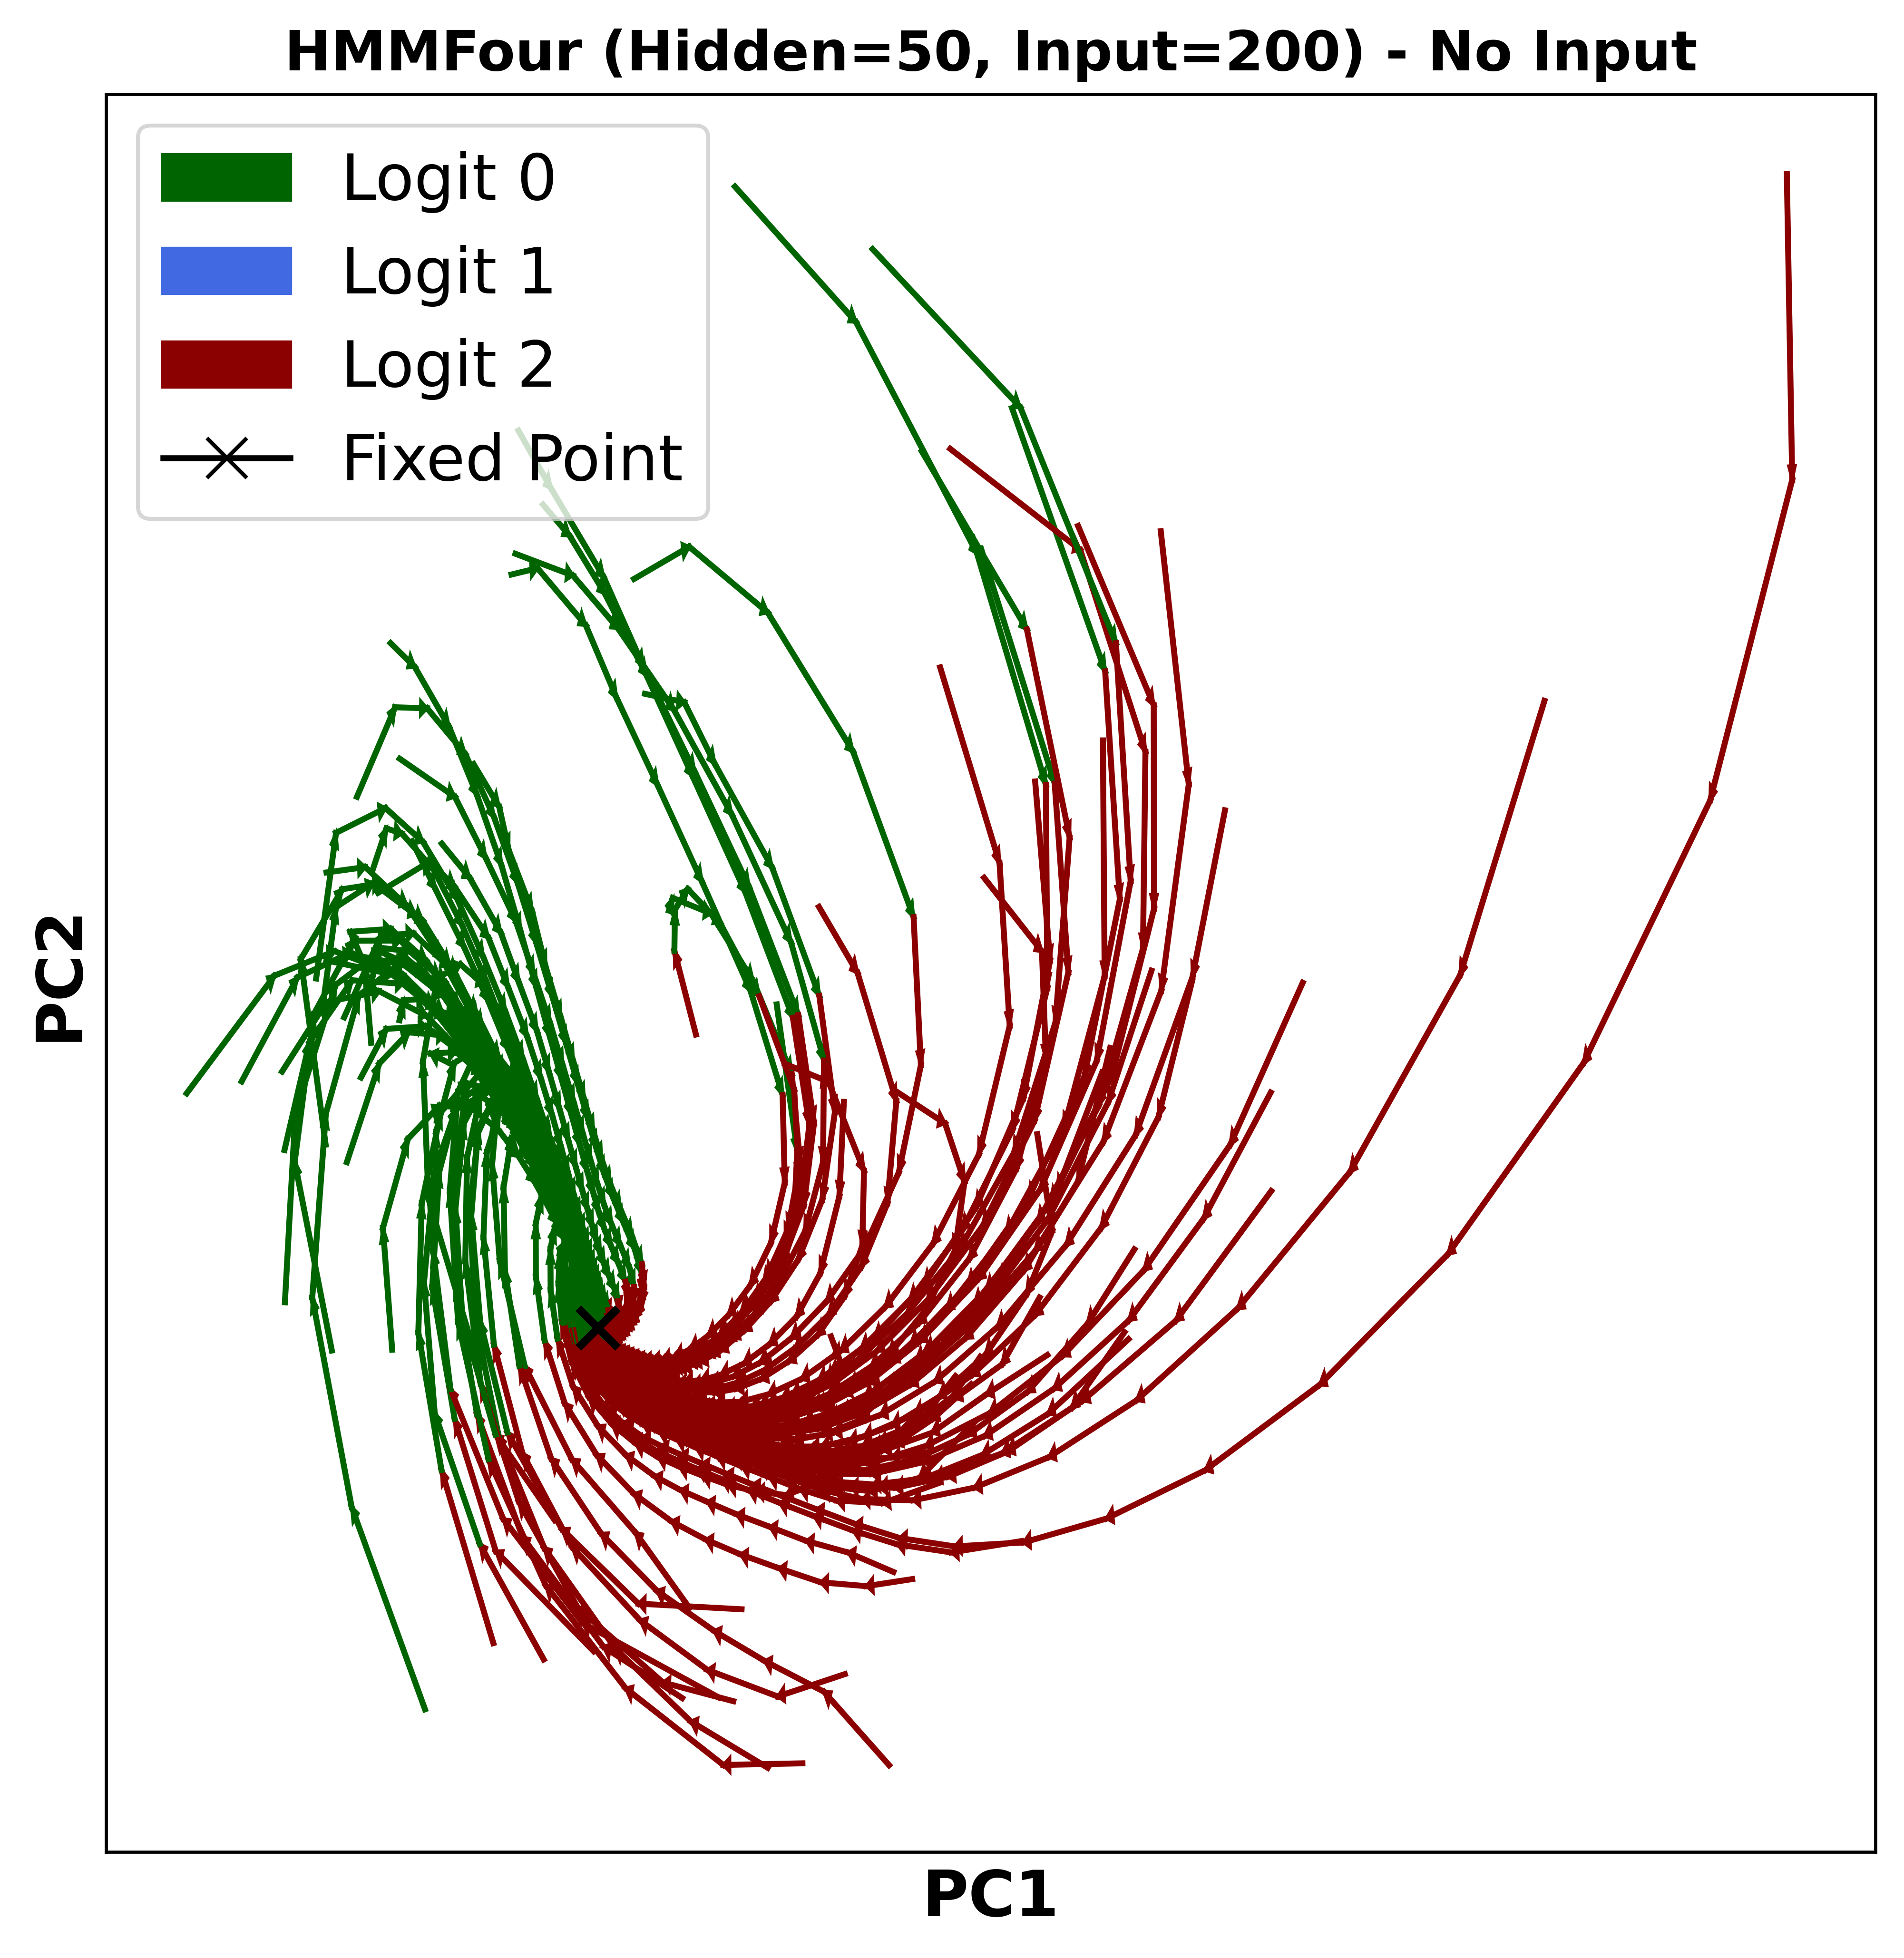 HMMFour (Hidden=50, Input=200) - No Input
Logit 0
Logit 1
Logit 2
Fixed Point
PC2
PC1